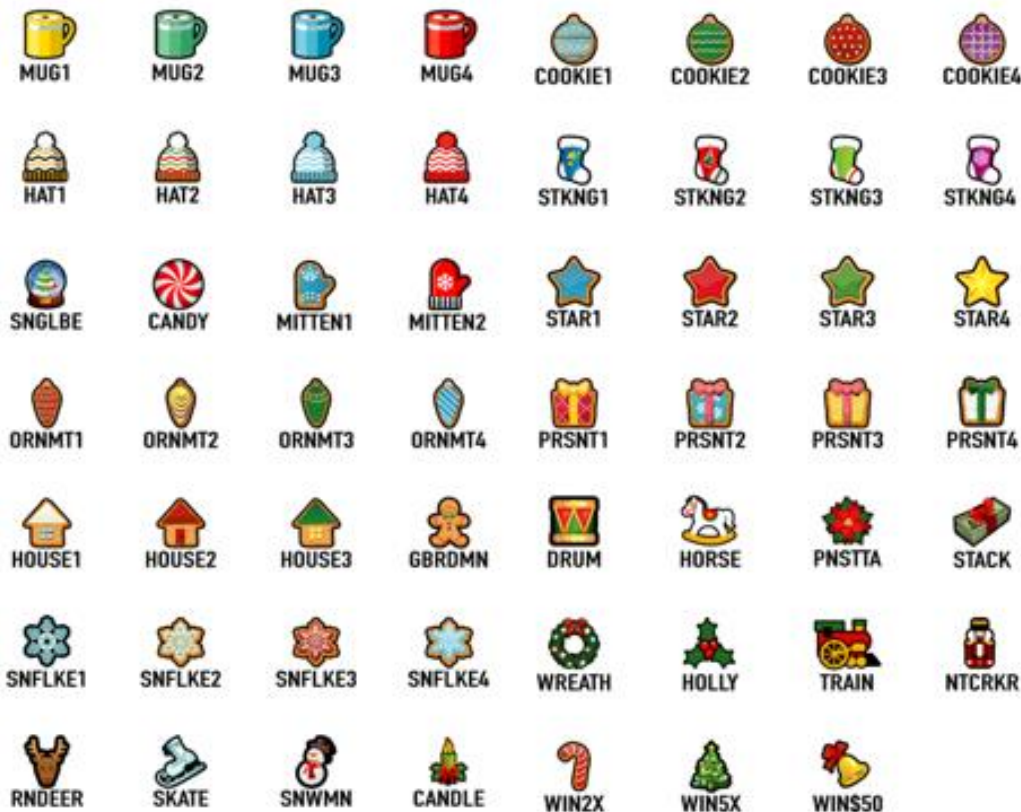 MUG1 MUG2 MUG3 MUG4 COOKIE1 COOKIE2 COOKIE3 COOKIE4
HAT1 HAT2 HAT3 HAT4 STKNG1 STKNG2 STKNG3 STKNG4
SNGLBE CANDY MITTEN1 MITTEN2 STAR1 STAR2 STAR3 STAR4
ORNMT1 ORNMT2 ORNMT3 ORNMT4 PRSNT1 PRSNT2 PRSNT3 PRSNT4
HOUSE1 HOUSE2 HOUSE3 GBRDMN DRUM HORSE PNSTTA STACK
SNFLKE1 SNFLKE2 SNFLKE3 SNFLKE4 WREATH HOLLY TRAIN NTCRKR
RNDEER SKATE SNWMN CANDLE WIN2X WIN5X WIN$50